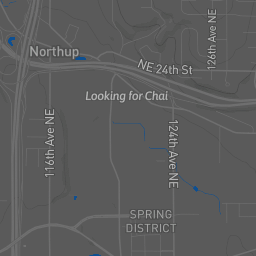 Northup
NE 24th St
126th Ave NE
Looking for Chai
116th Ave NE
124th Ave NE
SPRING
DISTRICT